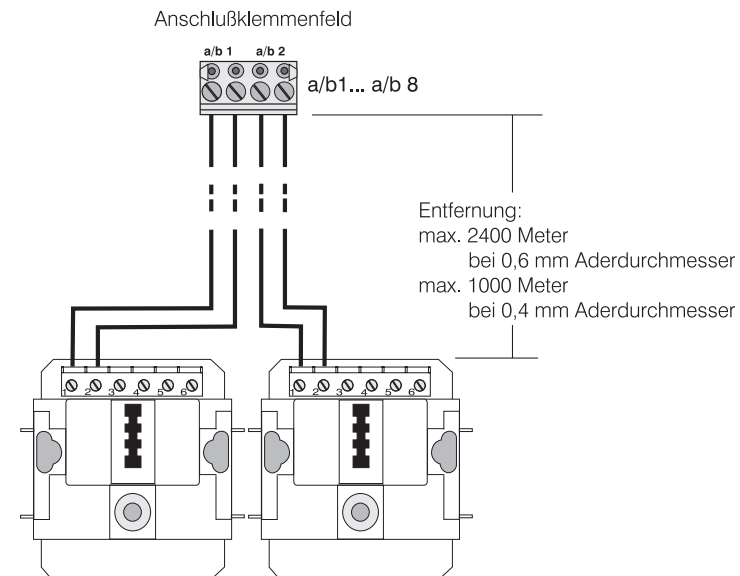 Anschlußklemmenfeld
a/b 1 a/b 2
a/b1... a/b 8
Entfernung:
max. 2400 Meter
bei 0,6 mm Aderdurchmesser
max. 1000 Meter
bei 0,4 mm Aderdurchmesser
1 2 3 4 5 6
1 2 3 4 5 6